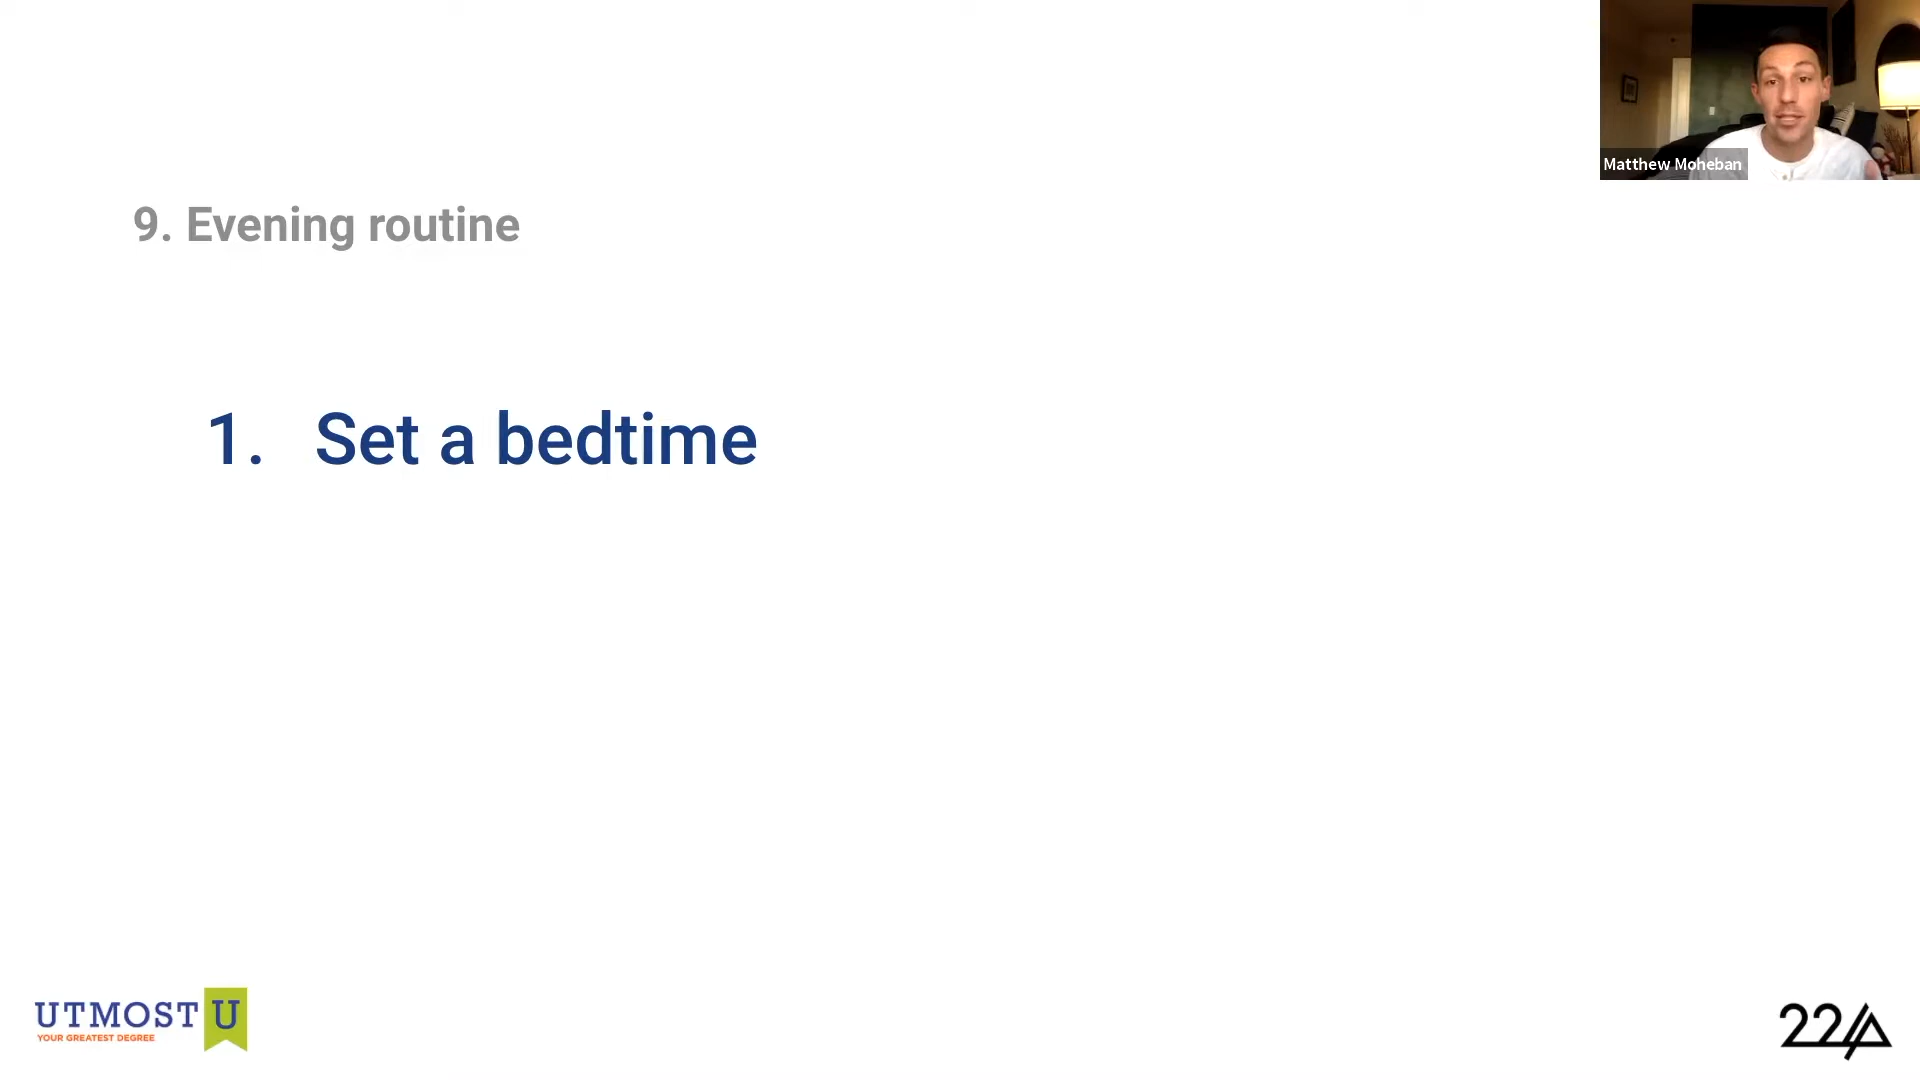 Matthew Moheban
9. Evening routine
1. Set a bedtime
UTMOST U
YOUR GREATEST DEGREE
22